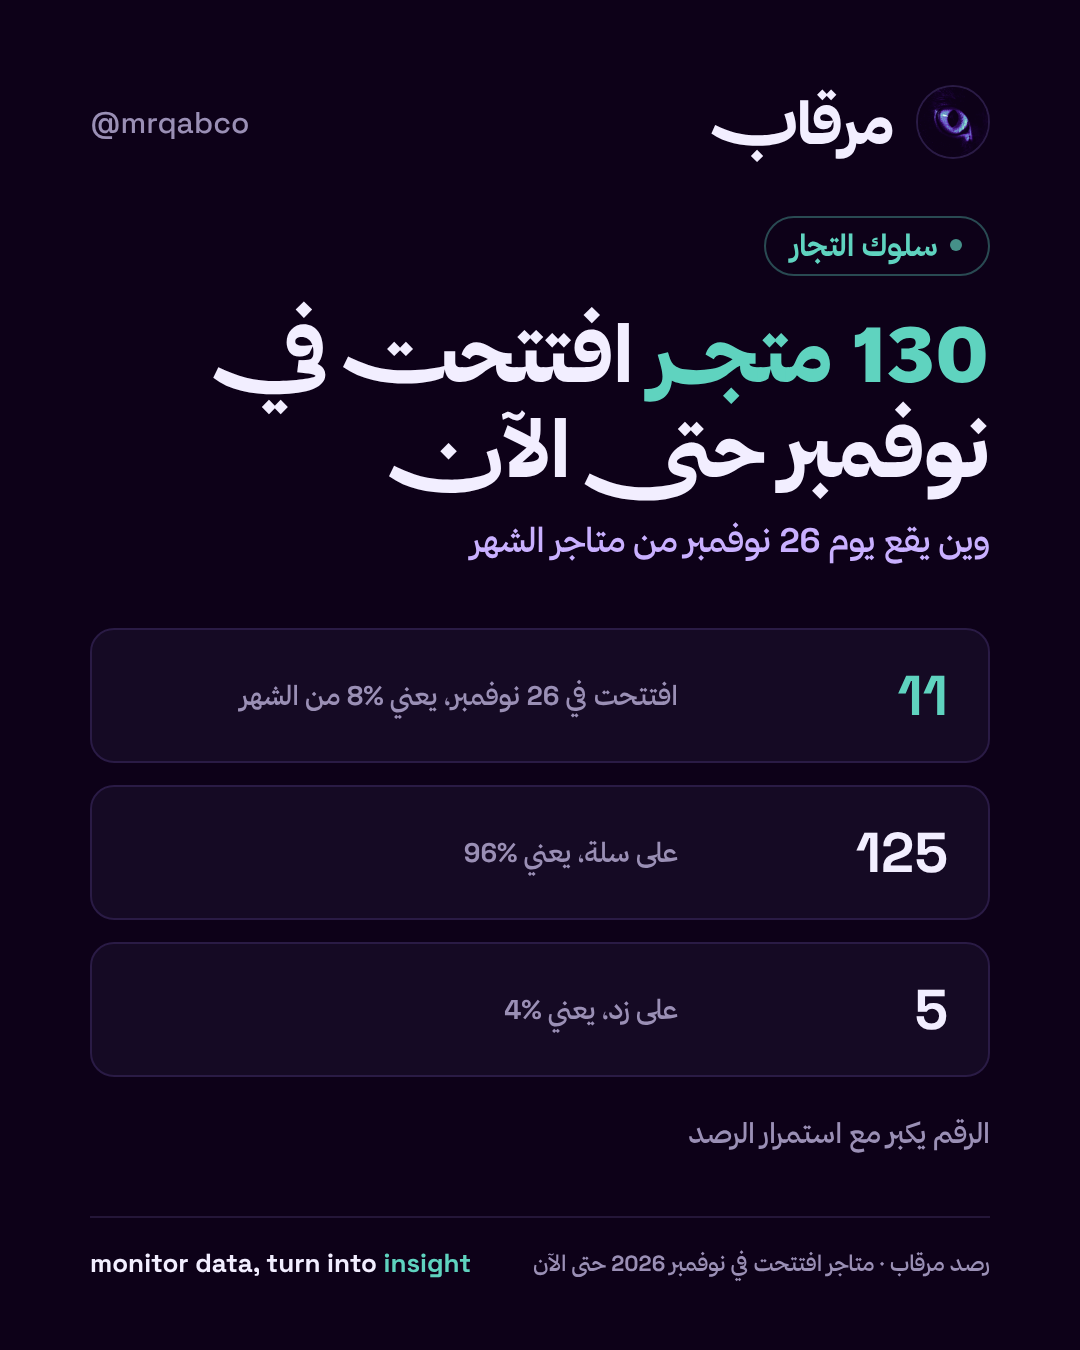 مرقاب
@mrqabco
سلوك التجار
130 متجر افتتحت في
نوفمبر حتى الآن
وين يقع يوم 26 نوفمبر من متاجر الشهر
11
افتتحت في 26 نوفمبر، يعني 8% من الشهر
125
على سلة، يعني 96%
5
على زد، يعني 4%
الرقم يكبر مع استمرار الرصد
رصد مرقاب · متاجر افتتحت في نوفمبر 2026 حتى الآن
monitor data, turn into insight